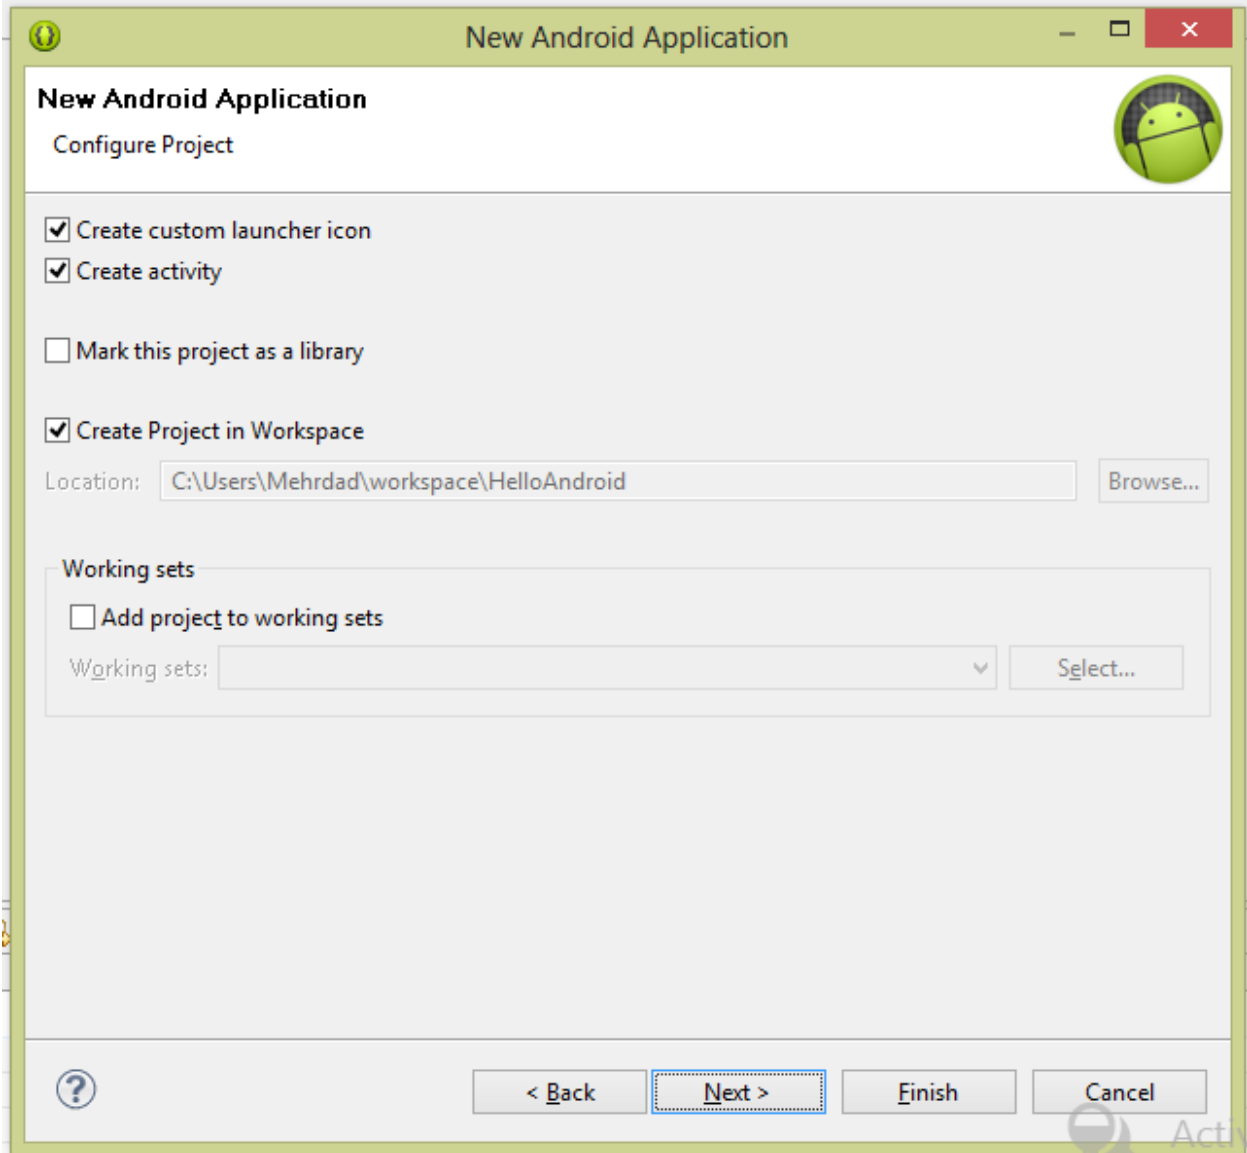 New Android Application
New Android Application
Configure Project
Create custom launcher icon
Create activity
Mark this project as a library
Create Project in Workspace
Location: C:\Users\Mehrdad\workspace\HelloAndroid Browse...
Working sets
Add project to working sets
Working sets: Select...
< Back Next > Finish Cancel